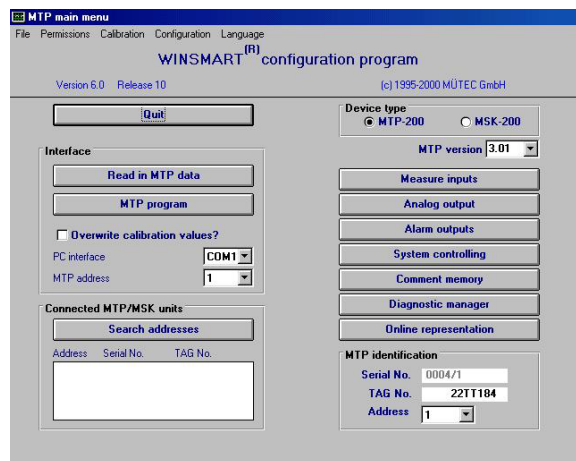 MTP main menu
File Permissions Calibration Configuration Language
WINSMART(R) configuration program
Version 6.0 Release 10
(c) 1995-2000 MÜTEC GmbH
Quit
Interface
Read in MTP data
MTP program
Overwrite calibration values?
PC interface COM1
MTP address 1
Connected MTP/MSK units
Search addresses
Address Serial No. TAG No.
Device type
MTP-200 MSK-200
MTP version 3.01
Measure inputs
Analog output
Alarm outputs
System controlling
Comment memory
Diagnostic manager
Online representation
MTP identification
Serial No. 0004/1
TAG No. 22TT184
Address 1